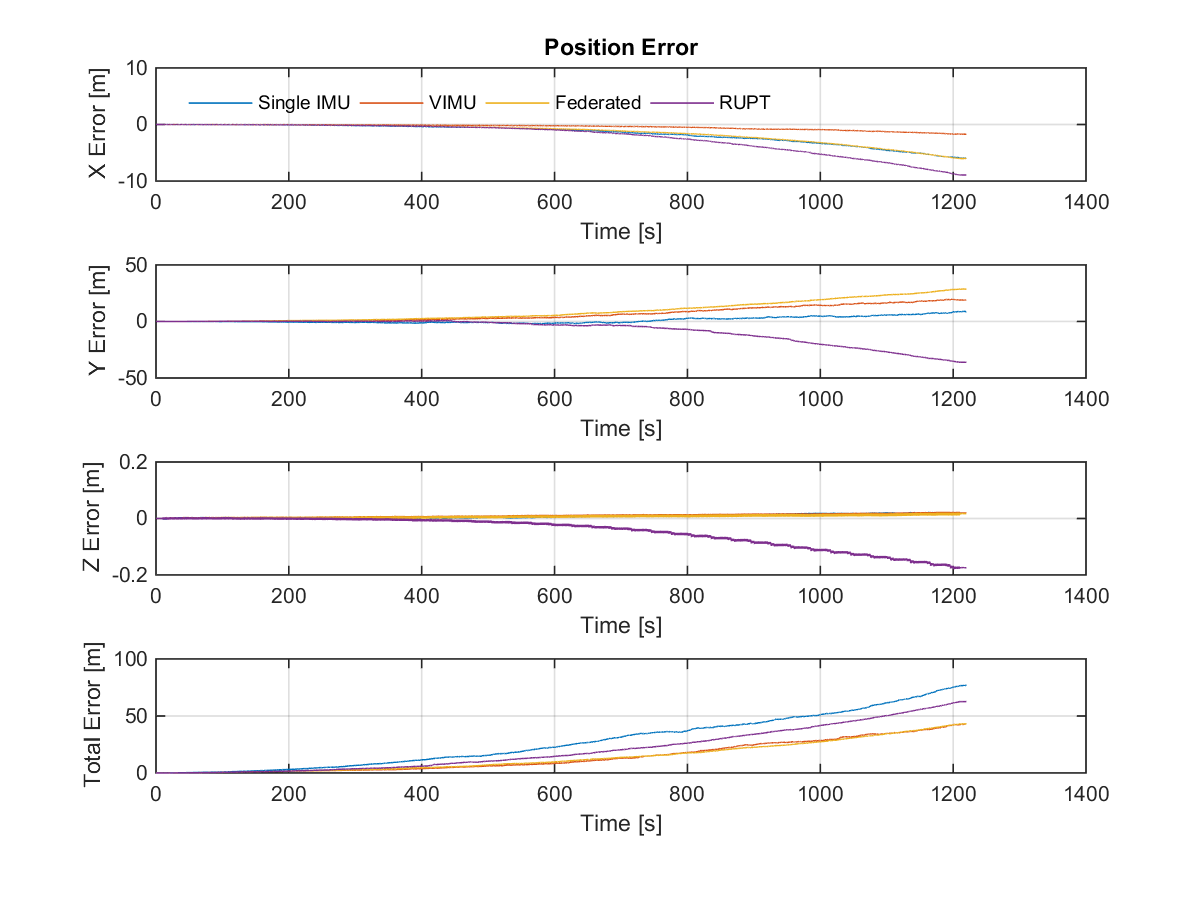 Position Error
10
0
-10
X Error [m]
Single IMU VIMU Federated RUPT
0 200 400 600 800 1000 1200 1400
Time [s]
50
0
-50
Y Error [m]
0 200 400 600 800 1000 1200 1400
Time [s]
0.2
0
-0.2
Z Error [m]
0 200 400 600 800 1000 1200 1400
Time [s]
100
50
0
Total Error [m]
0 200 400 600 800 1000 1200 1400
Time [s]